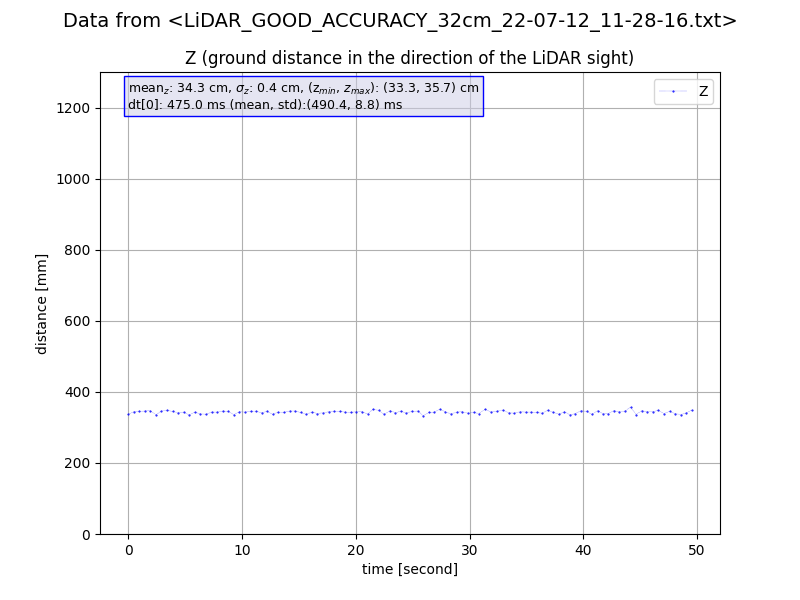 Data from <LiDAR_GOOD_ACCURACY_32cm_22-07-12_11-28-16.txt>
Z (ground distance in the direction of the LiDAR sight)
mean_z: 34.3 cm, σ_z: 0.4 cm, (z_min, z_max): (33.3, 35.7) cm
dt[0]: 475.0 ms (mean, std):(490.4, 8.8) ms
Z
1200
1000
800
600
400
200
0
distance [mm]
0 10 20 30 40 50
time [second]